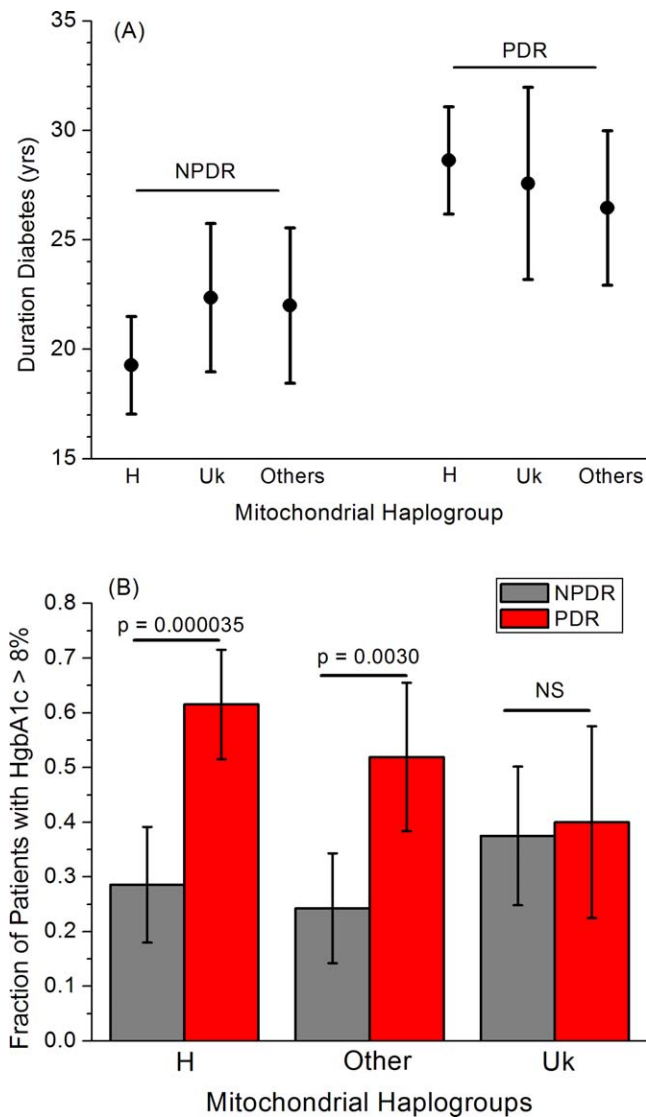 (A)
35
30
25
20
15
Duration Diabetes (yrs)
NPDR
PDR
H Uk Others H Uk Others
Mitochondrial Haplogroup
(B)
NPDR
PDR
0.8
0.7
0.6
0.5
0.4
0.3
0.2
0.1
0.0
Fraction of Patients with HgbA1c > 8%
p = 0.000035
p = 0.0030
NS
H Other Uk
Mitochondrial Haplogroups